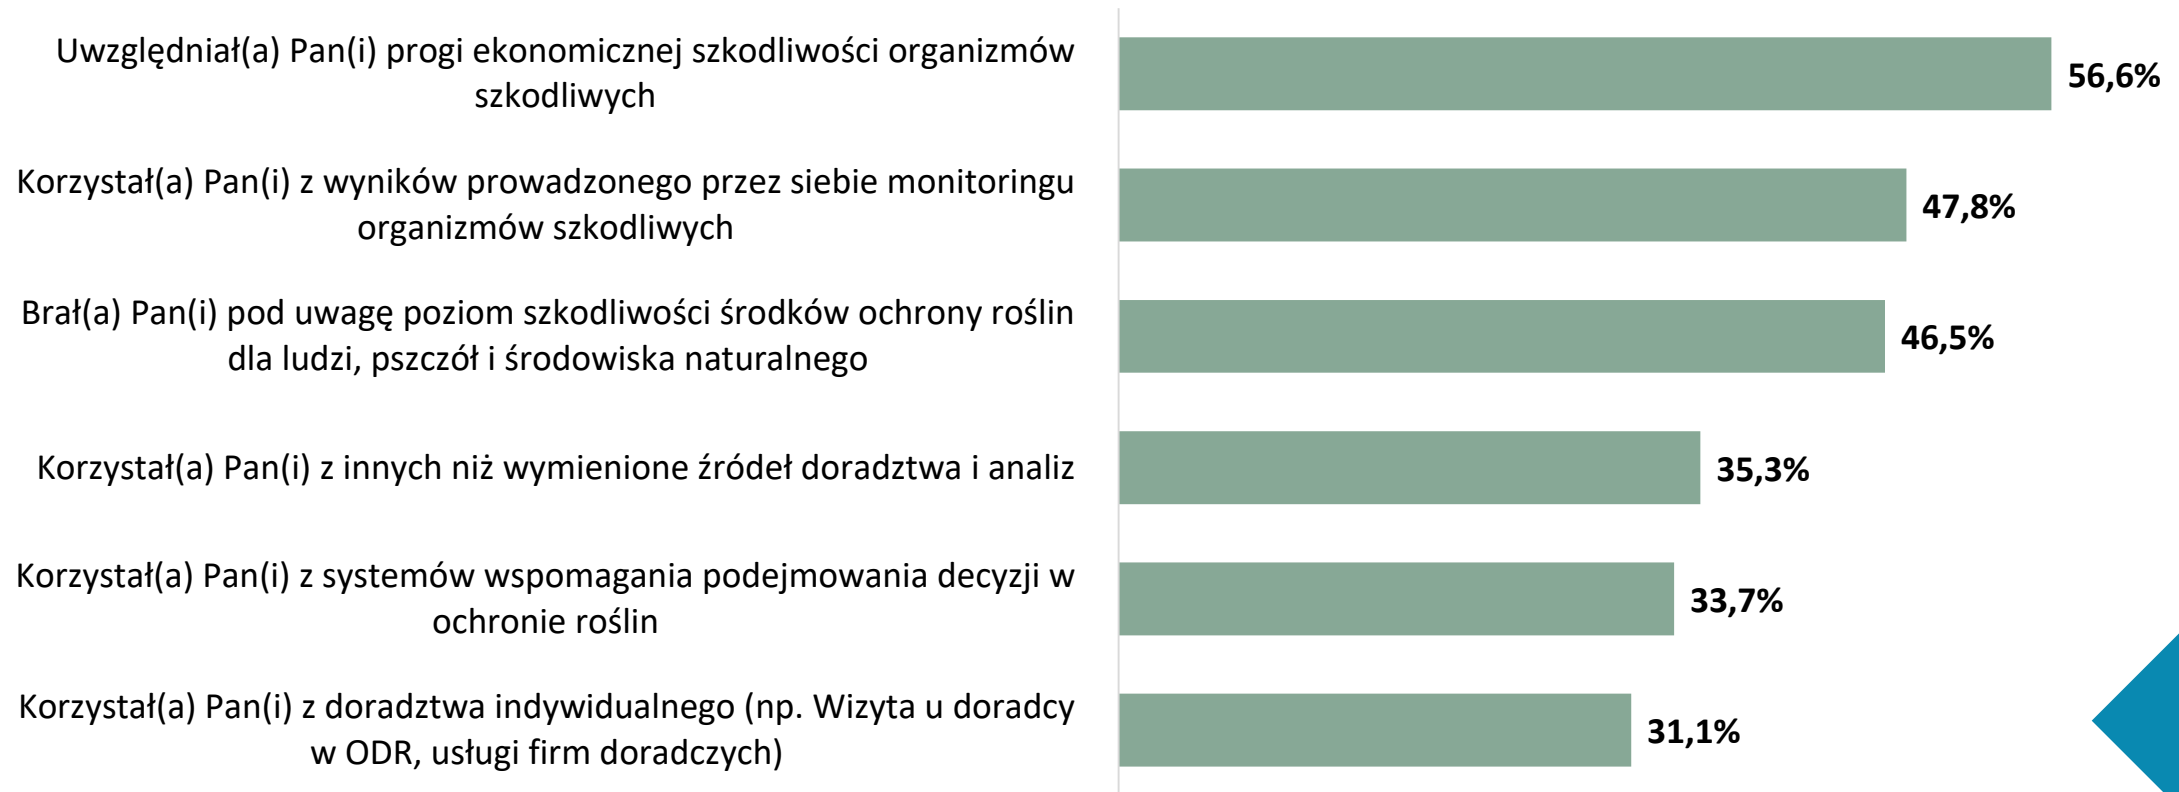 Uwzględniał(a) Pan(i) progi ekonomicznej szkodliwości organizmów
szkodliwych
56,6%
Korzystał(a) Pan(i) z wyników prowadzonego przez siebie monitoringu
organizmów szkodliwych
47,8%
Brał(a) Pan(i) pod uwagę poziom szkodliwości środków ochrony roślin
dla ludzi, pszczół i środowiska naturalnego
46,5%
Korzystał(a) Pan(i) z innych niż wymienione źródeł doradztwa i analiz
35,3%
Korzystał(a) Pan(i) z systemów wspomagania podejmowania decyzji w
ochronie roślin
33,7%
Korzystał(a) Pan(i) z doradztwa indywidualnego (np. Wizyta u doradcy
w ODR, usługi firm doradczych)
31,1%